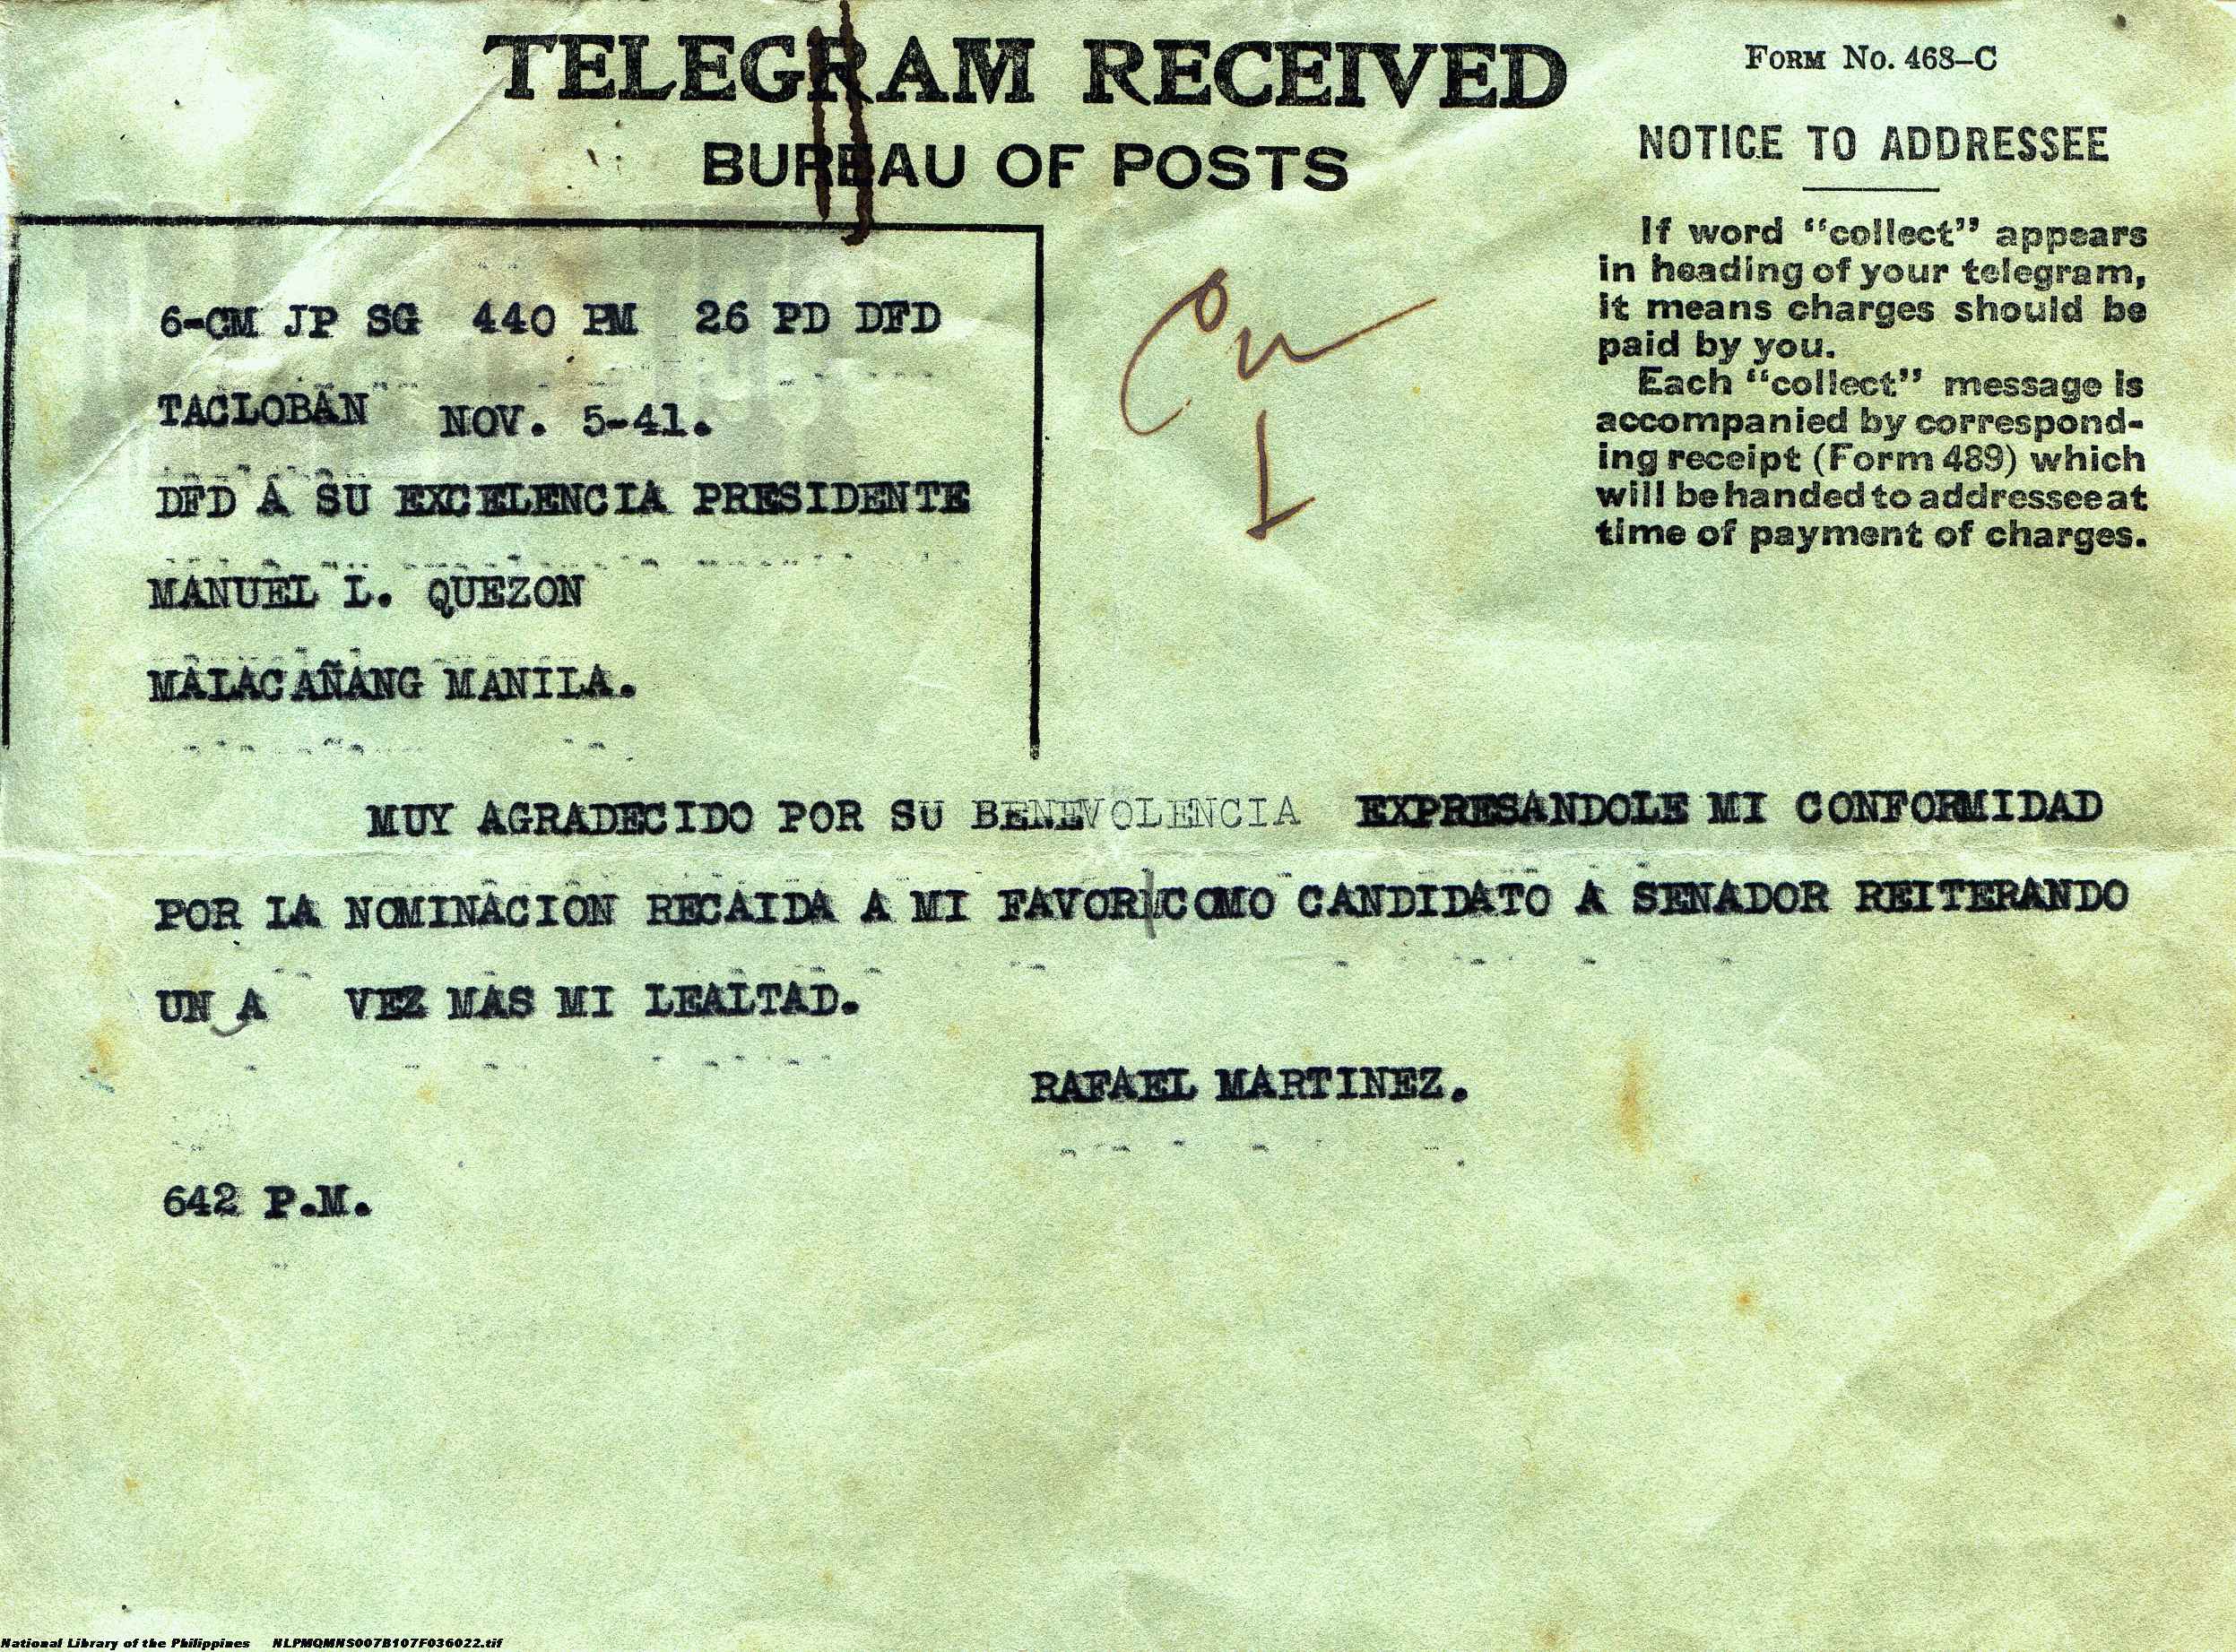 TELEGRAM RECEIVED
BUREAU OF POSTS
FORM NO. 468-C
NOTICE TO ADDRESSEE
If word "collect" appears
in heading of your telegram,
it means charges should be
paid by you.
Each "collect" message is
accompanied by correspond-
ing receipt (Form 489) which
will be handed to addressee at
time of payment of charges.
6-CM JP SG 440 PM 26 PD DFD
TACLOBAN NOV. 5-41.
DFD A SU EXCELENCIA PRESIDENTE
MANUEL L. QUEZON
MALACAÑANG MANILA.
MUY AGRADECIDO POR SU BENEVOLENCIA EXPRESANDOLE MI CONFORMIDAD
POR LA NOMINACION RECAIDA A MI FAVOR COMO CANDIDATO A SENADOR REITERANDO
UN A VEZ MAS MI LEALTAD.
RAFAEL MARTINEZ.
642 P.M.
National Library of the Philippines NLPMQMNS007B107F036022.tif